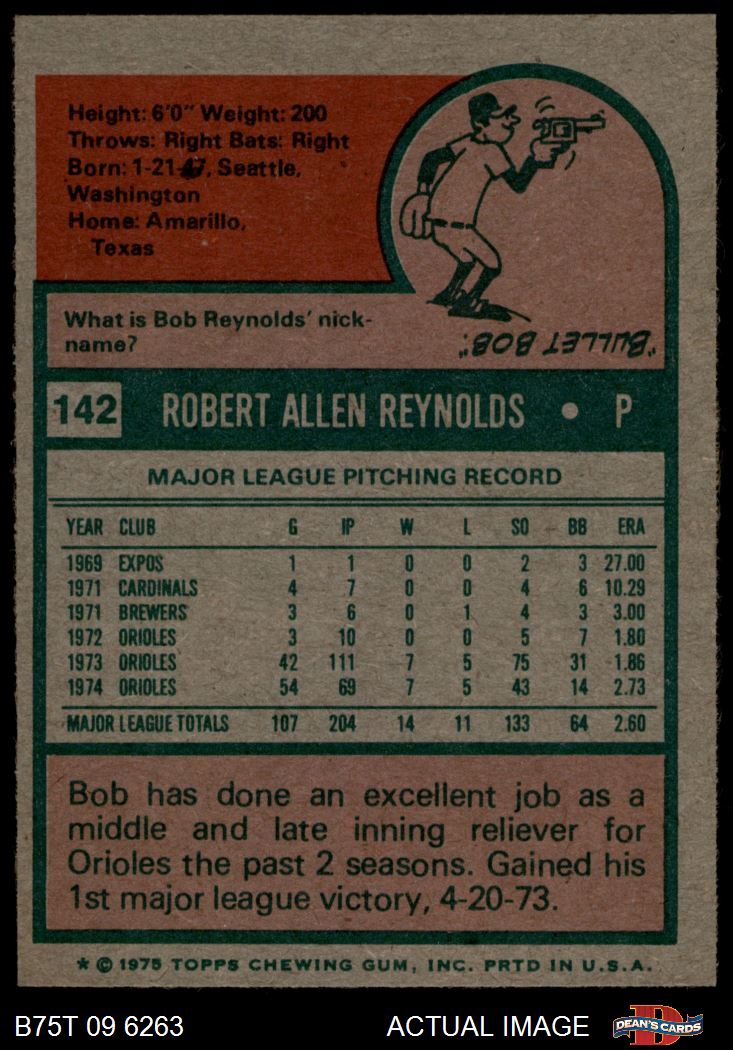 Height: 6'0" Weight: 200
Throws: Right Bats: Right
Born: 1-21-47, Seattle,
Washington
Home: Amarillo,
Texas
What is Bob Reynolds' nick-
name?
"BULLET BOB".
142 ROBERT ALLEN REYNOLDS • P
MAJOR LEAGUE PITCHING RECORD
YEAR CLUB G IP W L SO BB ERA
1969 EXPOS 1 1 0 0 2 3 27.00
1971 CARDINALS 4 7 0 0 4 6 10.29
1971 BREWERS 3 6 0 1 4 3 3.00
1972 ORIOLES 3 10 0 0 5 7 1.80
1973 ORIOLES 42 111 7 5 75 31 1.86
1974 ORIOLES 54 69 7 5 43 14 2.73
MAJOR LEAGUE TOTALS 107 204 14 11 133 64 2.60
Bob has done an excellent job as a
middle and late inning reliever for
Orioles the past 2 seasons. Gained his
1st major league victory, 4-20-73.
* © 1975 TOPPS CHEWING GUM, INC. PRTD IN U.S.A.
B75T 09 6263 ACTUAL IMAGE D DEAN'S CARDS